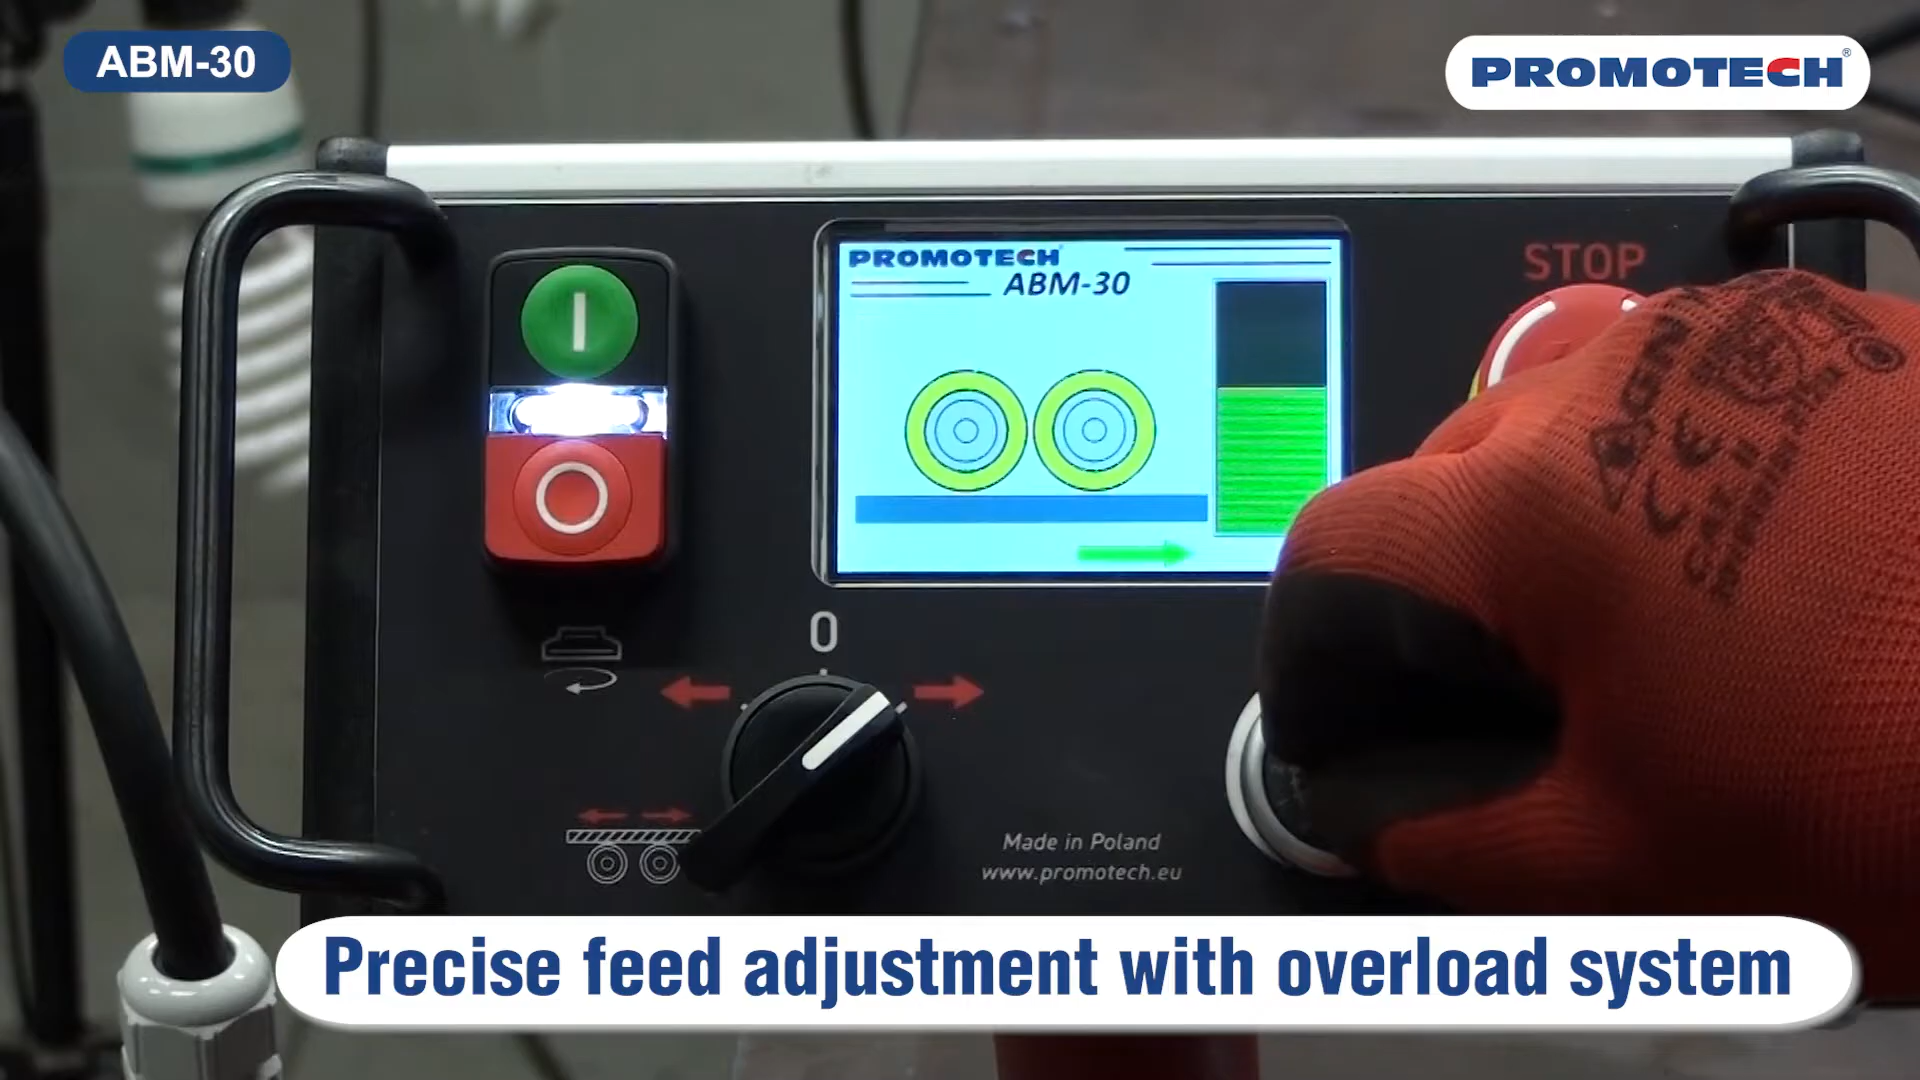 ABM-30
PROMOTECH®
PROMOTECH
ABM-30
STOP
I
O
0
Made in Poland
www.promotech.eu
Precise feed adjustment with overload system